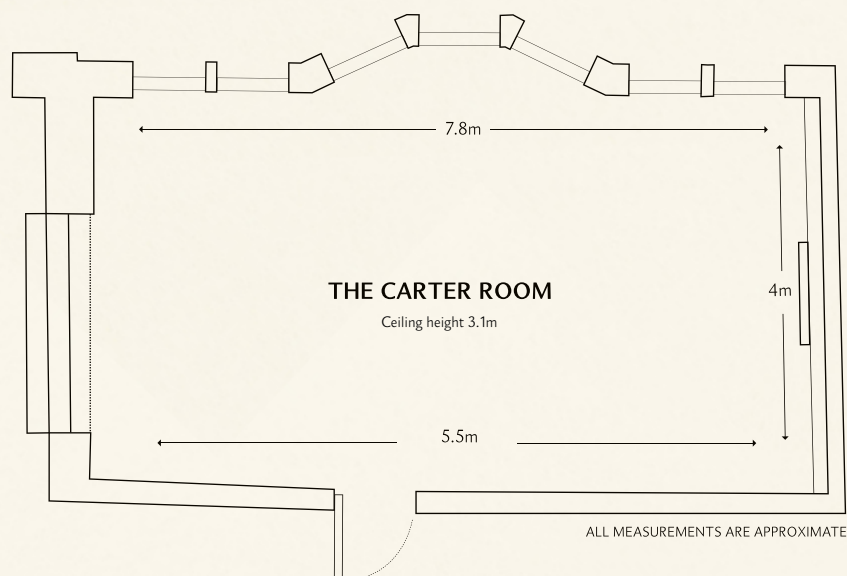 7.8m
THE CARTER ROOM
Ceiling height 3.1m
4m
5.5m
ALL MEASUREMENTS ARE APPROXIMATE